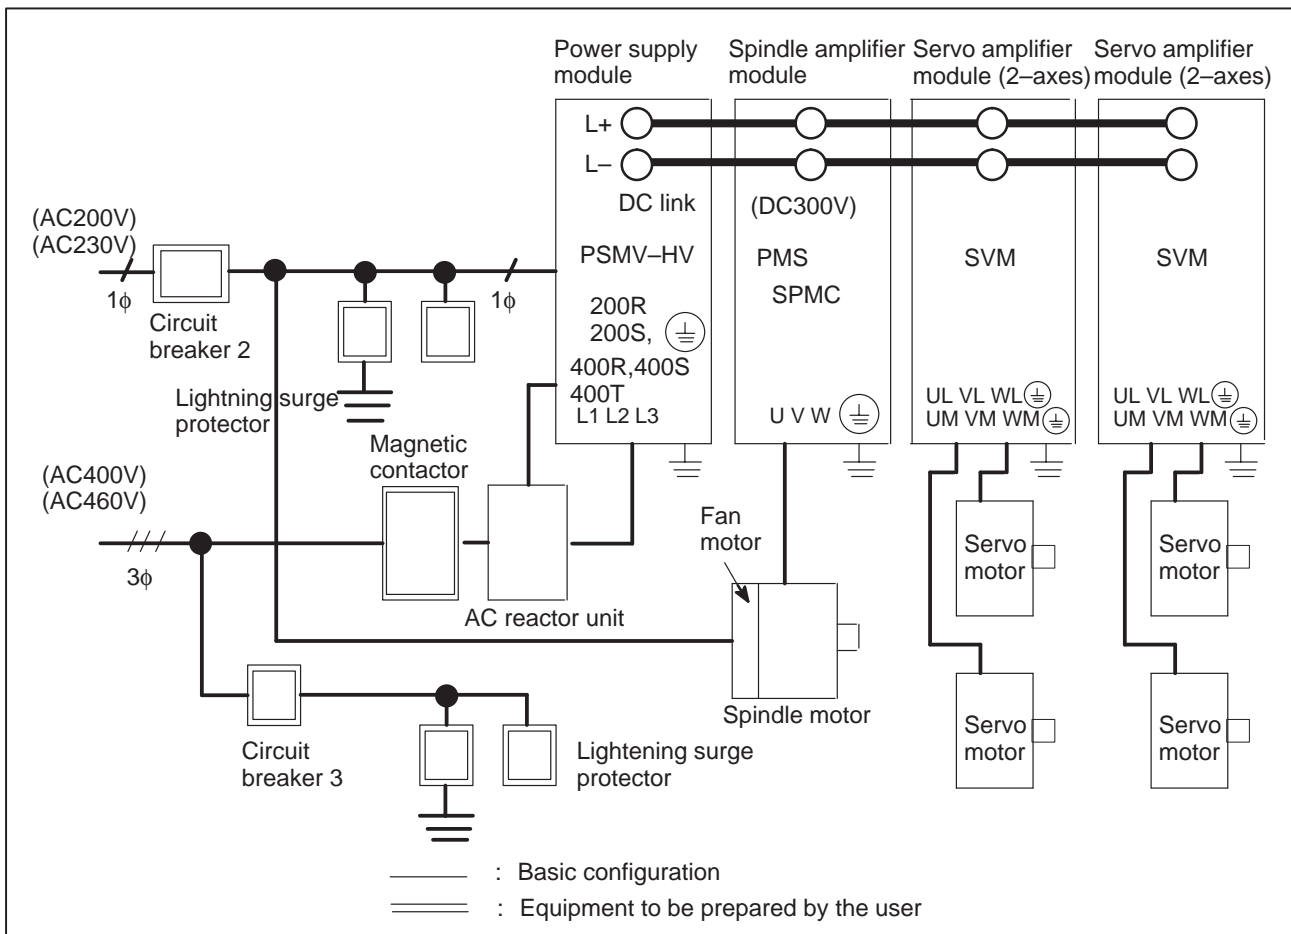 Power supply
module
Spindle amplifier
module
Servo amplifier
module (2–axes)
Servo amplifier
module (2–axes)
L+
L–
DC link
(DC300V)
(AC200V)
(AC230V)
1ϕ
Circuit
breaker 2
1ϕ
PSMV–HV
200R
200S,
400R,400S
400T
L1 L2 L3
PMS
SPMC
U V W
SVM
UL VL WL
UM VM WM
SVM
UL VL WL
UM VM WM
Lightning surge
protector
Magnetic
contactor
(AC400V)
(AC460V)
3ϕ
AC reactor unit
Fan
motor
Spindle motor
Servo
motor
Servo
motor
Servo
motor
Servo
motor
Circuit
breaker 3
Lightening surge
protector
: Basic configuration
: Equipment to be prepared by the user